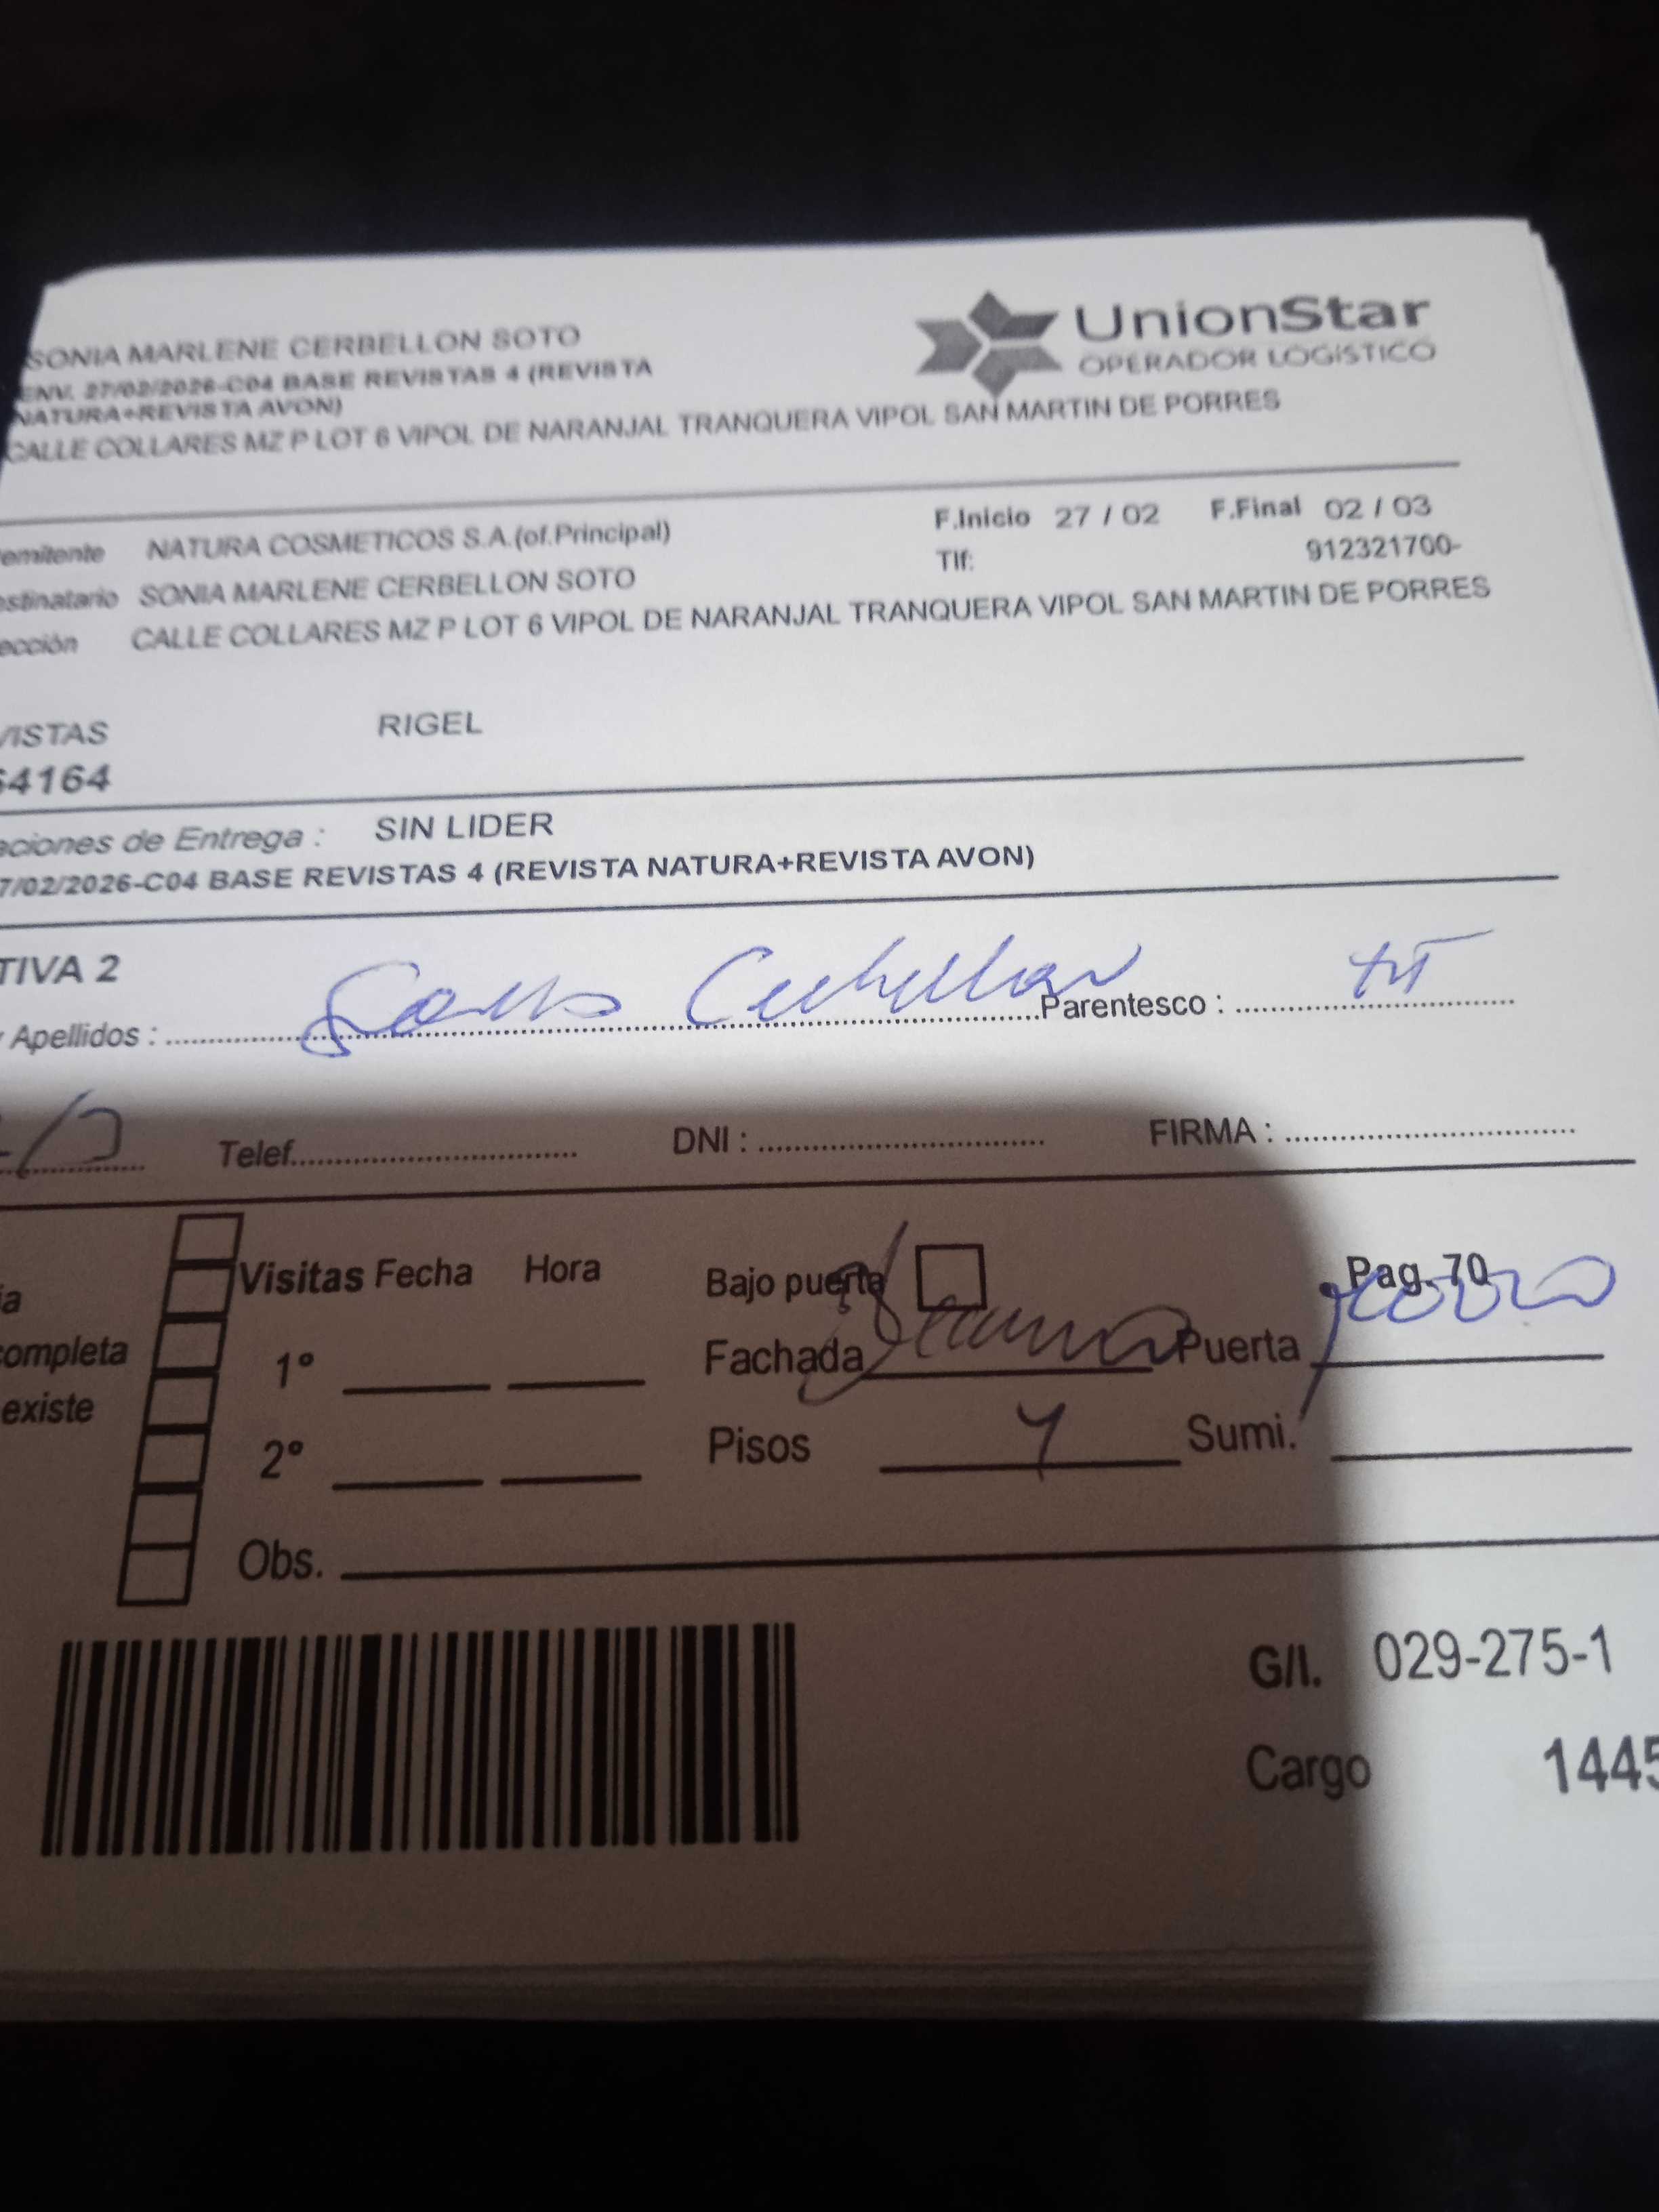 SONIA MARLENE CERBELLON SOTO
ENV. 27/02/2026-C04 BASE REVISTAS 4 (REVISTA
NATURA+REVISTA AVON)
CALLE COLLARES MZ P LOT 6 VIPOL DE NARANJAL TRANQUERA VIPOL SAN MARTIN DE PORRES
UnionStar
OPERADOR LOGÍSTICO
emitente NATURA COSMETICOS S.A.(of.Principal) F.Inicio 27 / 02 F.Final 02 / 03
Tlf: 912321700-
estinatario SONIA MARLENE CERBELLON SOTO
ección CALLE COLLARES MZ P LOT 6 VIPOL DE NARANJAL TRANQUERA VIPOL SAN MARTIN DE PORRES
VISTAS RIGEL
64164
aciones de Entrega : SIN LIDER
7/02/2026-C04 BASE REVISTAS 4 (REVISTA NATURA+REVISTA AVON)
TIVA 2
Apellidos : Cerbellon Parentesco : tit
Telef. DNI : FIRMA :
ia Visitas Fecha Hora Bajo puerta Pag. 70
completa 1° Fachada Puerta
existe 2° Pisos 4 Sumi.
Obs.
G/I. 029-275-1
Cargo 1445